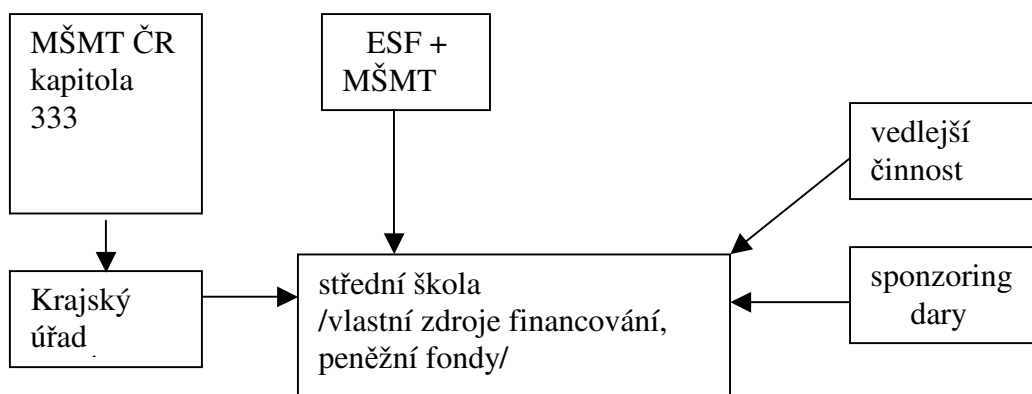 MŠMT ČR
kapitola
333
ESF +
MŠMT
vedlejší
činnost
Krajský
úřad
střední škola
/vlastní zdroje financování,
peněžní fondy/
sponzoring
dary